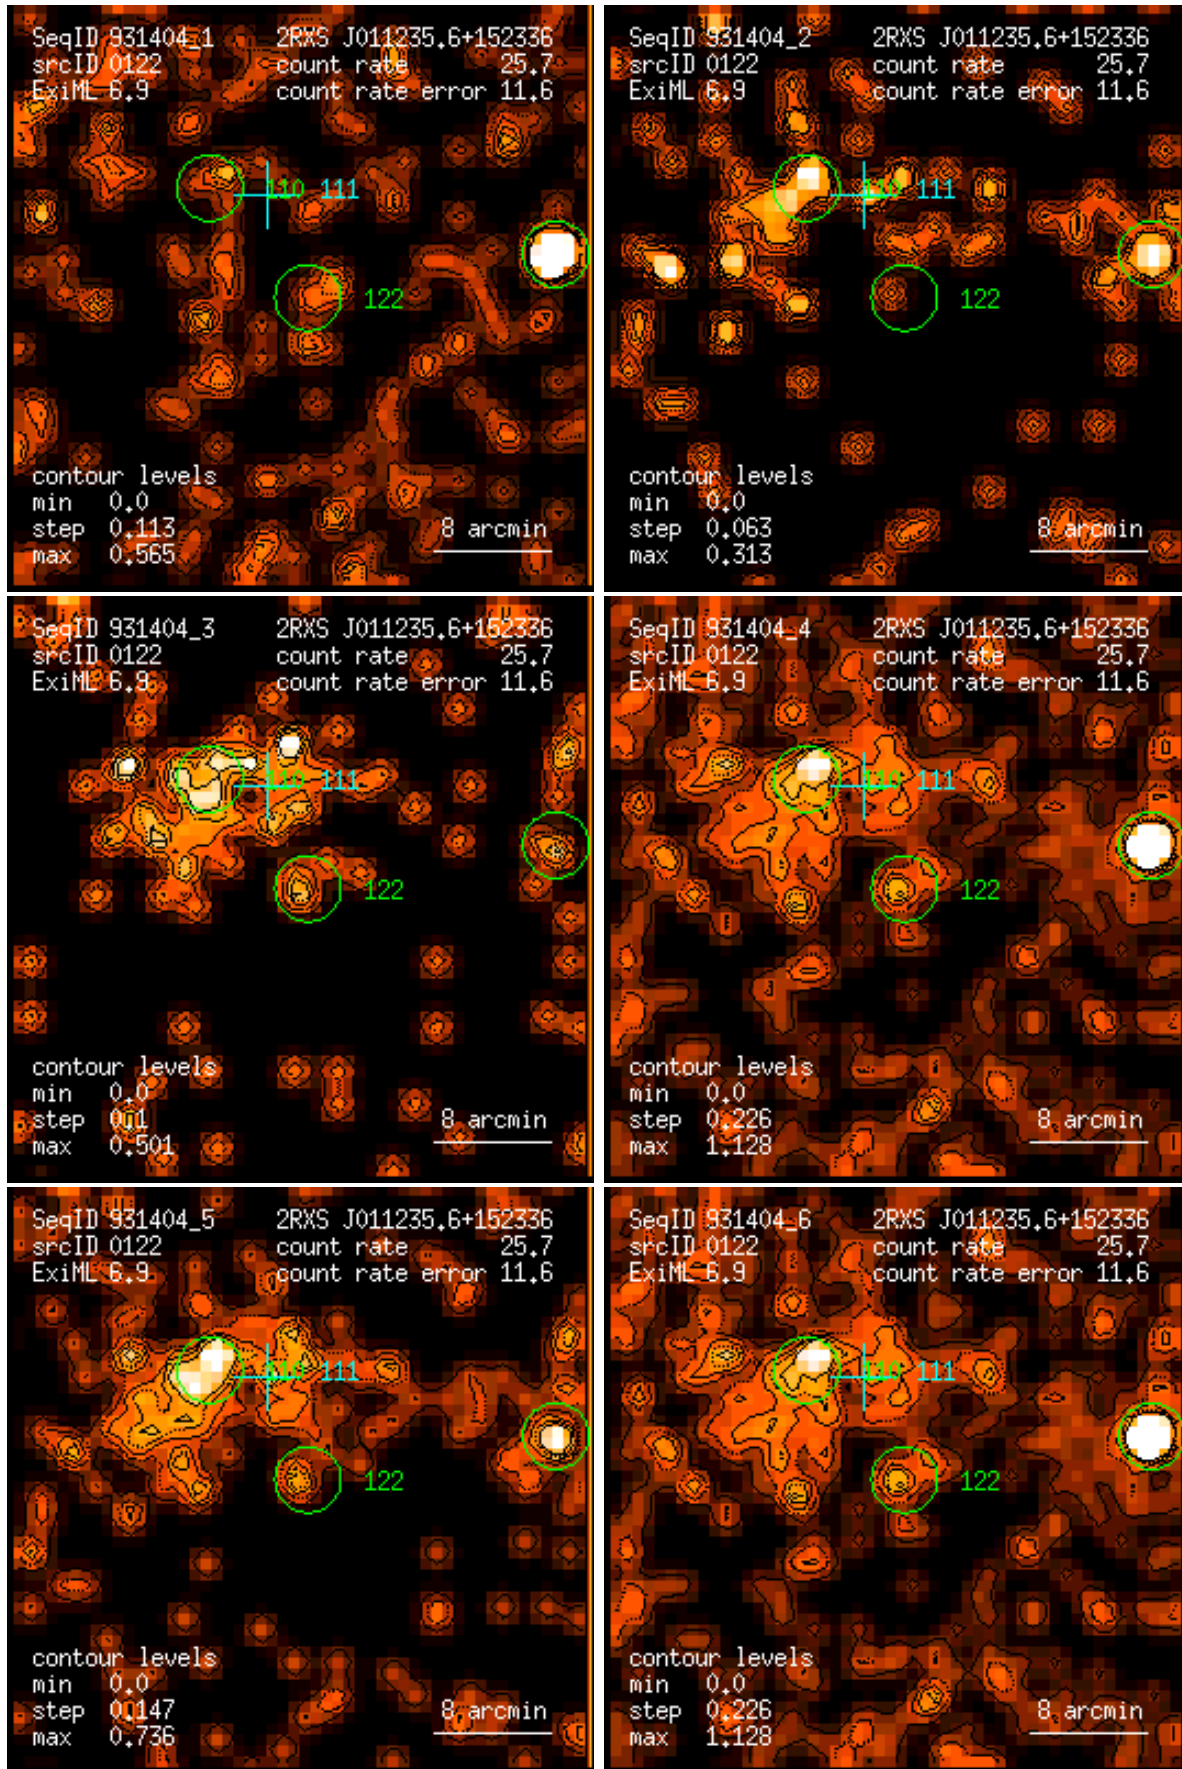 SeqID 931404_1 2RXS J011235.6+152336
srcID 0122 count rate 25.7
ExiML 6.9 count rate error 11.6
110 111
122
contour levels
min 0.0
step 0.113 8 arcmin
max 0.565
SeqID 931404_2 2RXS J011235.6+152336
srcID 0122 count rate 25.7
ExiML 6.9 count rate error 11.6
110 111
122
contour levels
min 0.0
step 0.063 8 arcmin
max 0.313
SeqID 931404_3 2RXS J011235.6+152336
srcID 0122 count rate 25.7
ExiML 6.9 count rate error 11.6
110 111
122
contour levels
min 0.0
step 0.1 8 arcmin
max 0.501
SeqID 931404_4 2RXS J011235.6+152336
srcID 0122 count rate 25.7
ExiML 6.9 count rate error 11.6
110 111
122
contour levels
min 0.0
step 0.226 8 arcmin
max 1.128
SeqID 931404_5 2RXS J011235.6+152336
srcID 0122 count rate 25.7
ExiML 6.9 count rate error 11.6
110 111
122
contour levels
min 0.0
step 0.147 8 arcmin
max 0.736
SeqID 931404_6 2RXS J011235.6+152336
srcID 0122 count rate 25.7
ExiML 6.9 count rate error 11.6
110 111
122
contour levels
min 0.0
step 0.226 8 arcmin
max 1.128